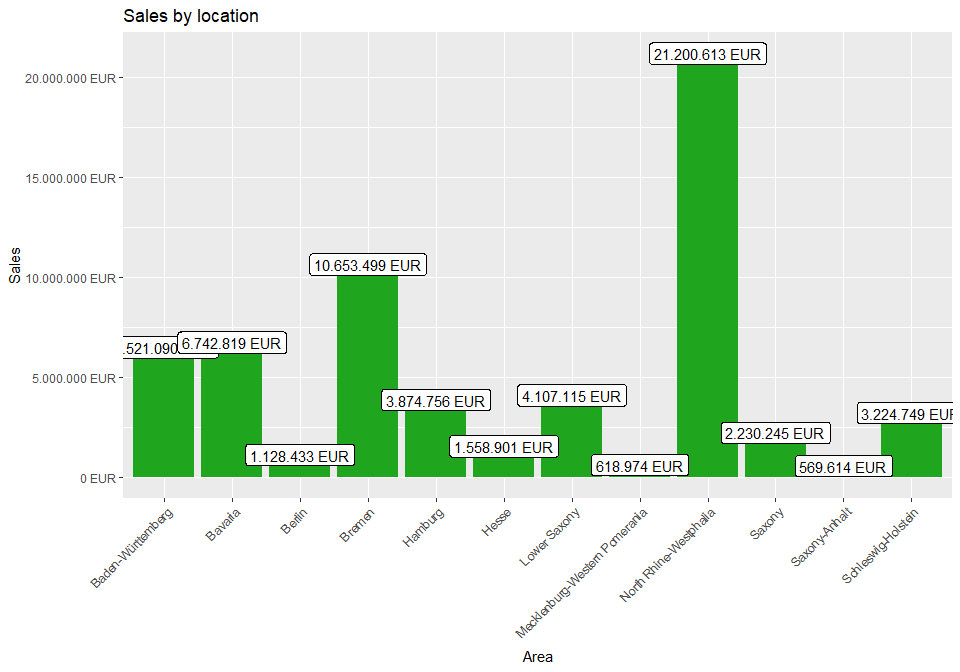 Sales by location
21.200.613 EUR
20.000.000 EUR
15.000.000 EUR
10.653.499 EUR
10.000.000 EUR
.521.090
6.742.819 EUR
5.000.000 EUR
3.874.756 EUR
4.107.115 EUR
3.224.749 EUR
2.230.245 EUR
1.558.901 EUR
1.128.433 EUR
618.974 EUR
569.614 EUR
0 EUR
Sales
Baden-Württemberg
Bavaria
Berlin
Bremen
Hamburg
Hesse
Lower Saxony
Mecklenburg-Western Pomerania
North Rhine-Westphalia
Saxony
Saxony-Anhalt
Schleswig-Holstein
Area